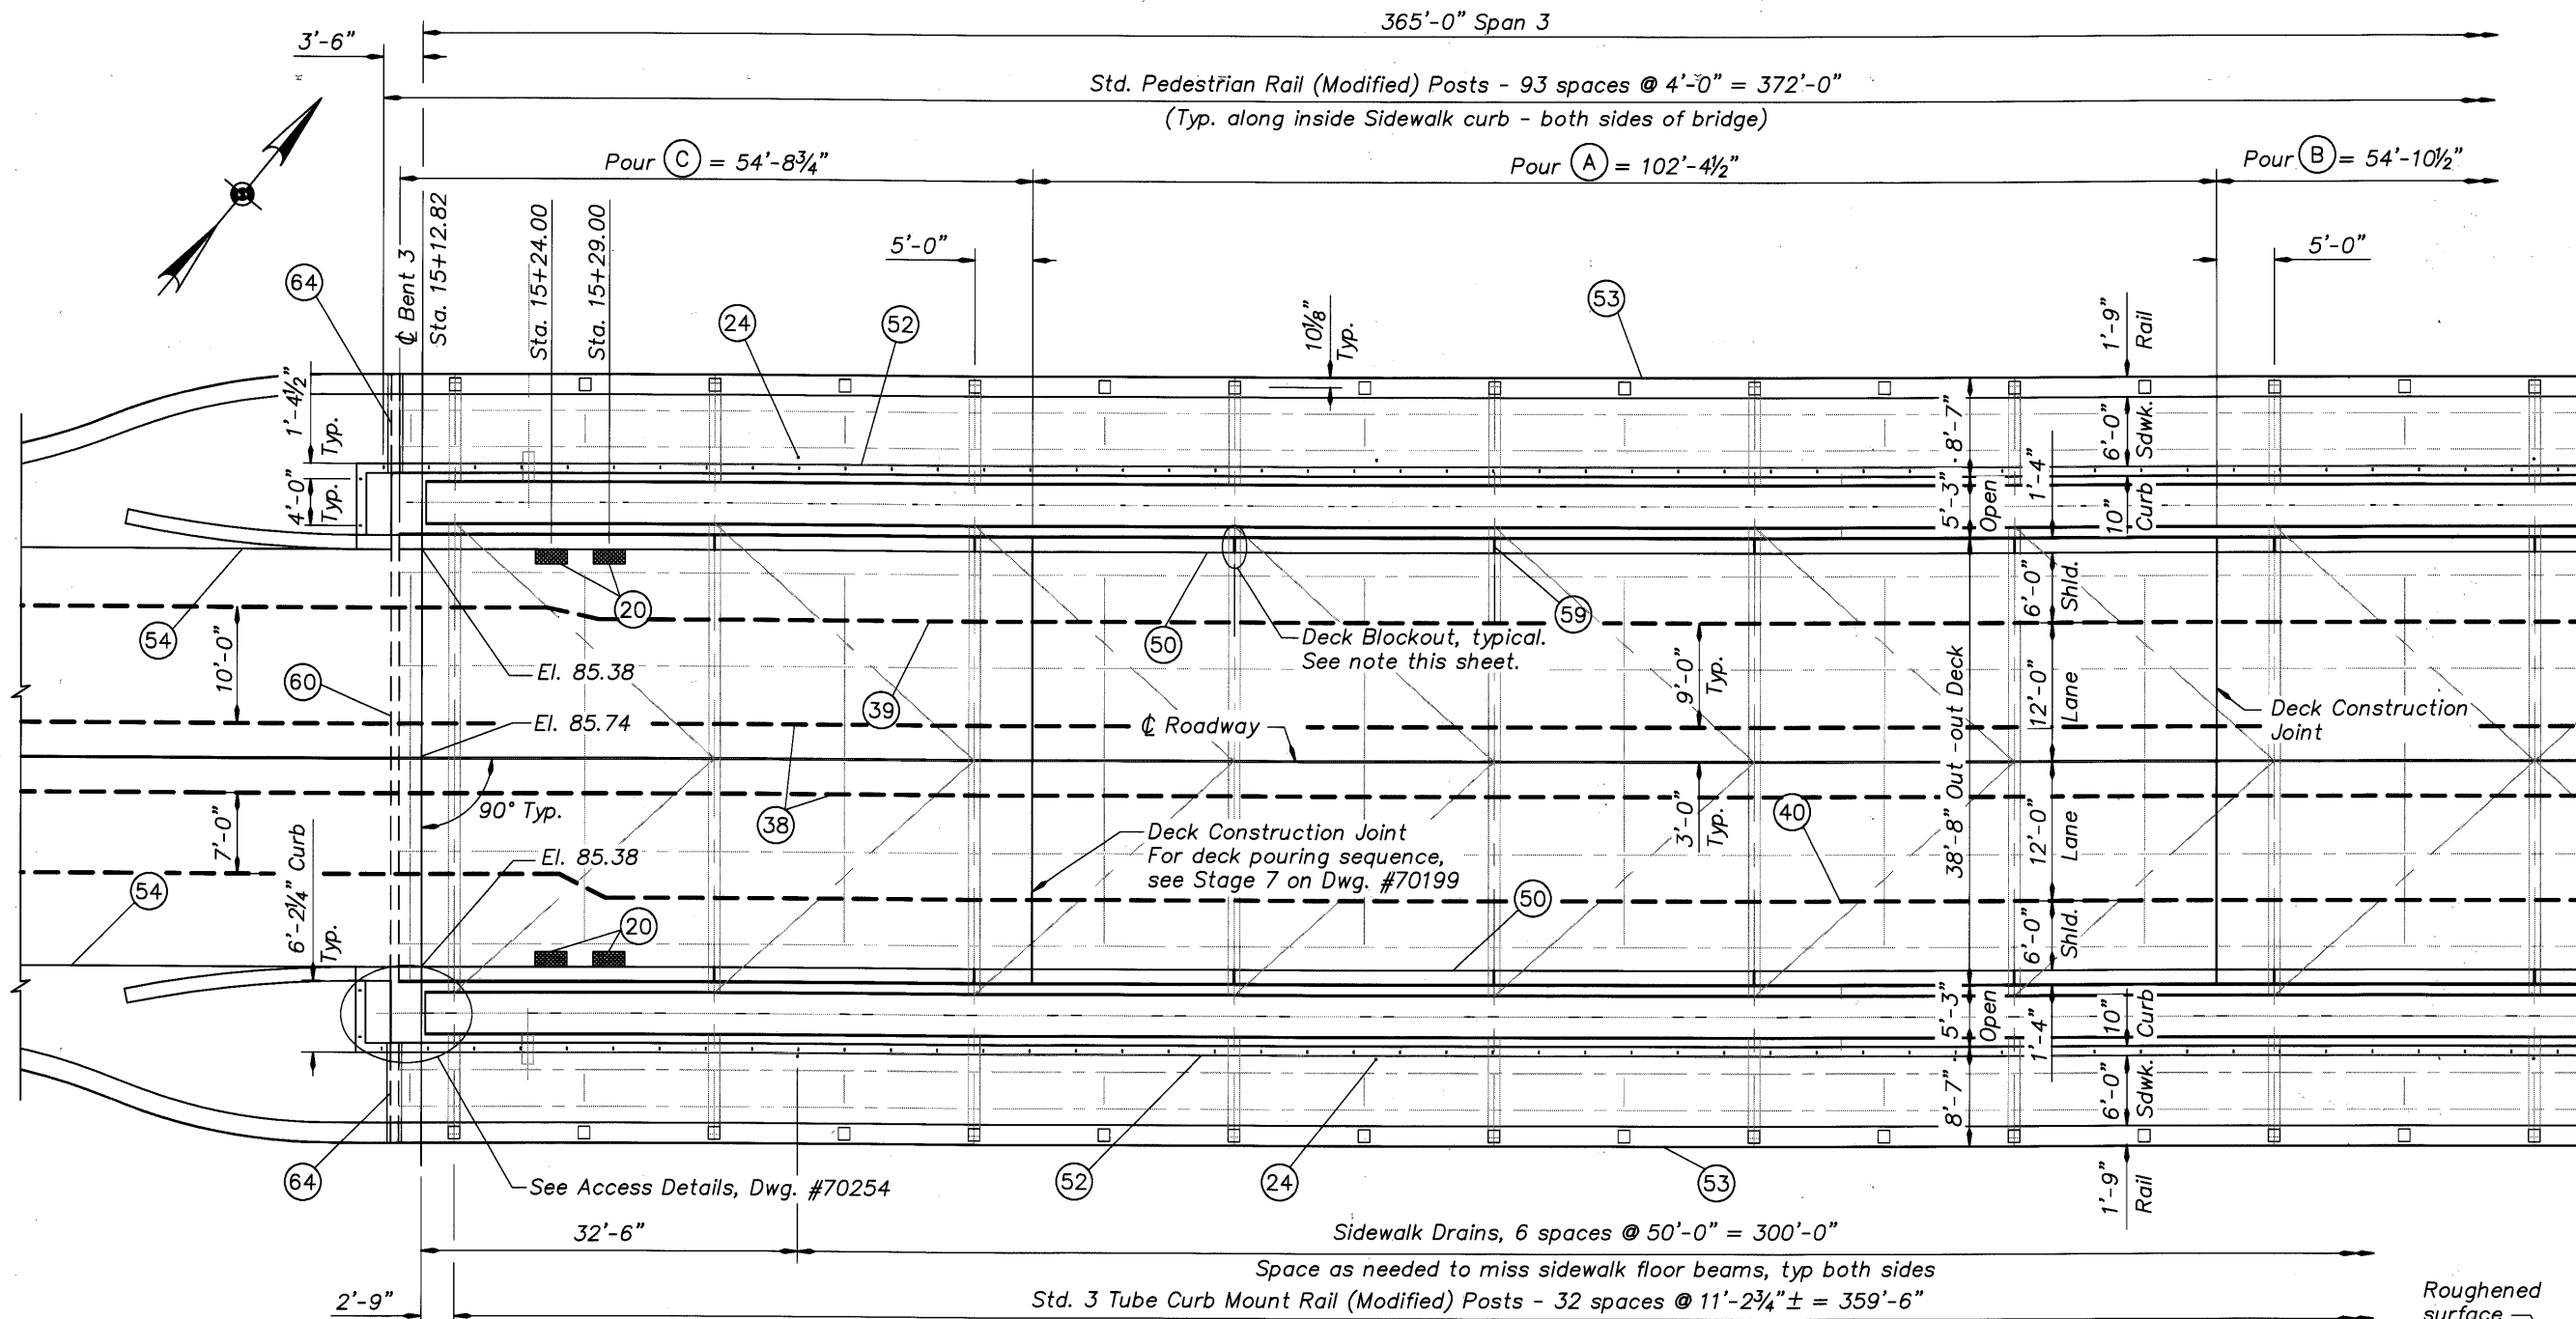 365'-0" Span 3
3'-6"
Std. Pedestrian Rail (Modified) Posts - 93 spaces @ 4'-0" = 372'-0"
(Typ. along inside Sidewalk curb - both sides of bridge)
Pour C = 54'-8¾"
Pour A = 102'-4½"
Pour B = 54'-10½"
℄ Bent 3
Sta. 15+12.82
Sta. 15+24.00
Sta. 15+29.00
5'-0"
5'-0"
64
24
52
10⅛"
Typ.
53
1'-9"
Rail
1'-4½"
Typ.
4'-0"
Typ.
8'-7"
5'-3"
Open
1'-4"
6'-0"
Sdwk.
10"
Curb
54
10'-0"
60
20
El. 85.38
39
El. 85.74
50
Deck Blockout, typical.
See note this sheet.
59
℄ Roadway
9'-0"
Typ.
38'-8" Out-out Deck
6'-0"
Shld.
12'-0"
Lane
Deck Construction
Joint
90° Typ.
7'-0"
38
3'-0"
Typ.
40
12'-0"
Lane
Deck Construction Joint
For deck pouring sequence,
see Stage 7 on Dwg. #70199
El. 85.38
54
6'-2¼" Curb
Typ.
20
50
6'-0"
Shld.
5'-3"
Open
1'-4"
10"
Curb
8'-7"
6'-0"
Sdwk.
64
See Access Details, Dwg. #70254
52
24
53
1'-9"
Rail
32'-6"
Sidewalk Drains, 6 spaces @ 50'-0" = 300'-0"
Space as needed to miss sidewalk floor beams, typ both sides
2'-9"
Std. 3 Tube Curb Mount Rail (Modified) Posts - 32 spaces @ 11'-2¾"± = 359'-6"
Roughened
surface